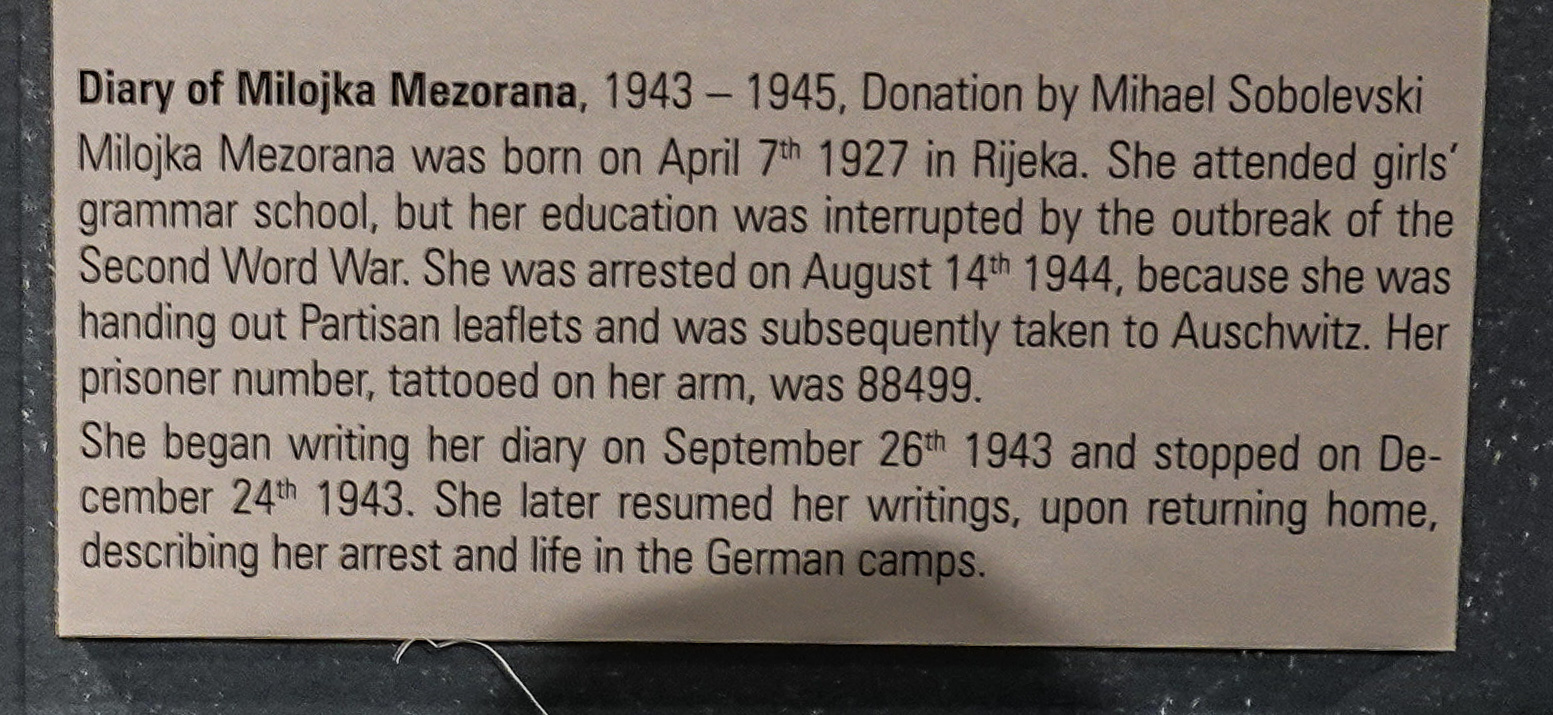 Diary of Milojka Mezorana, 1943 – 1945, Donation by Mihael Sobolevski
Milojka Mezorana was born on April 7th 1927 in Rijeka. She attended girls’
grammar school, but her education was interrupted by the outbreak of the
Second Word War. She was arrested on August 14th 1944, because she was
handing out Partisan leaflets and was subsequently taken to Auschwitz. Her
prisoner number, tattooed on her arm, was 88499.
She began writing her diary on September 26th 1943 and stopped on De-
cember 24th 1943. She later resumed her writings, upon returning home,
describing her arrest and life in the German camps.